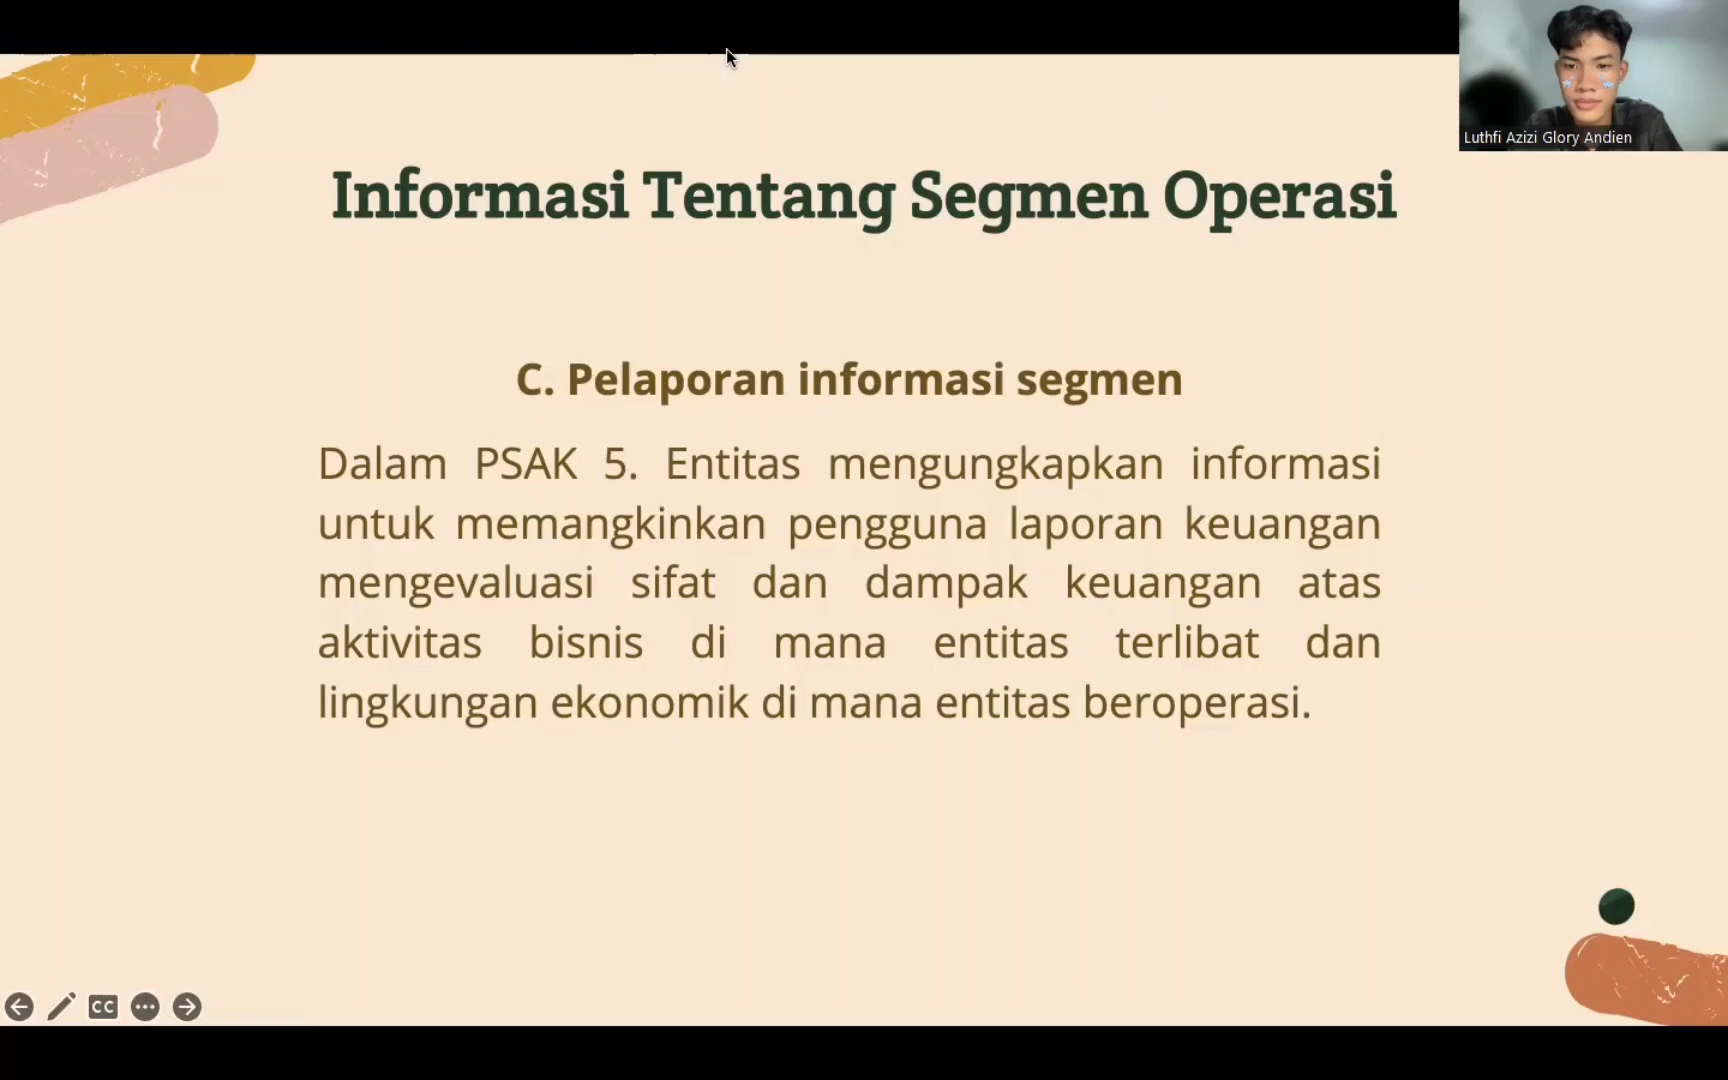 Luthfi Azizi Glory Andien
Informasi Tentang Segmen Operasi
C. Pelaporan informasi segmen
Dalam PSAK 5. Entitas mengungkapkan informasi
untuk memangkinkan pengguna laporan keuangan
mengevaluasi sifat dan dampak keuangan atas
aktivitas bisnis di mana entitas terlibat dan
lingkungan ekonomik di mana entitas beroperasi.
CC